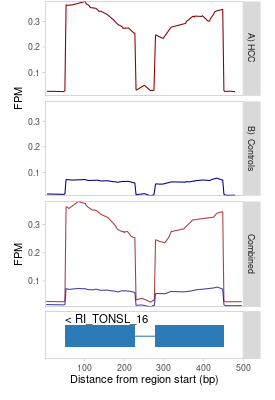 FPM
0.3
0.2
0.1
A) HCC
0.3
0.2
0.1
B) Controls
FPM
0.3
0.2
0.1
Combined
< RI_TONSL_16
100 200 300 400 500
Distance from region start (bp)